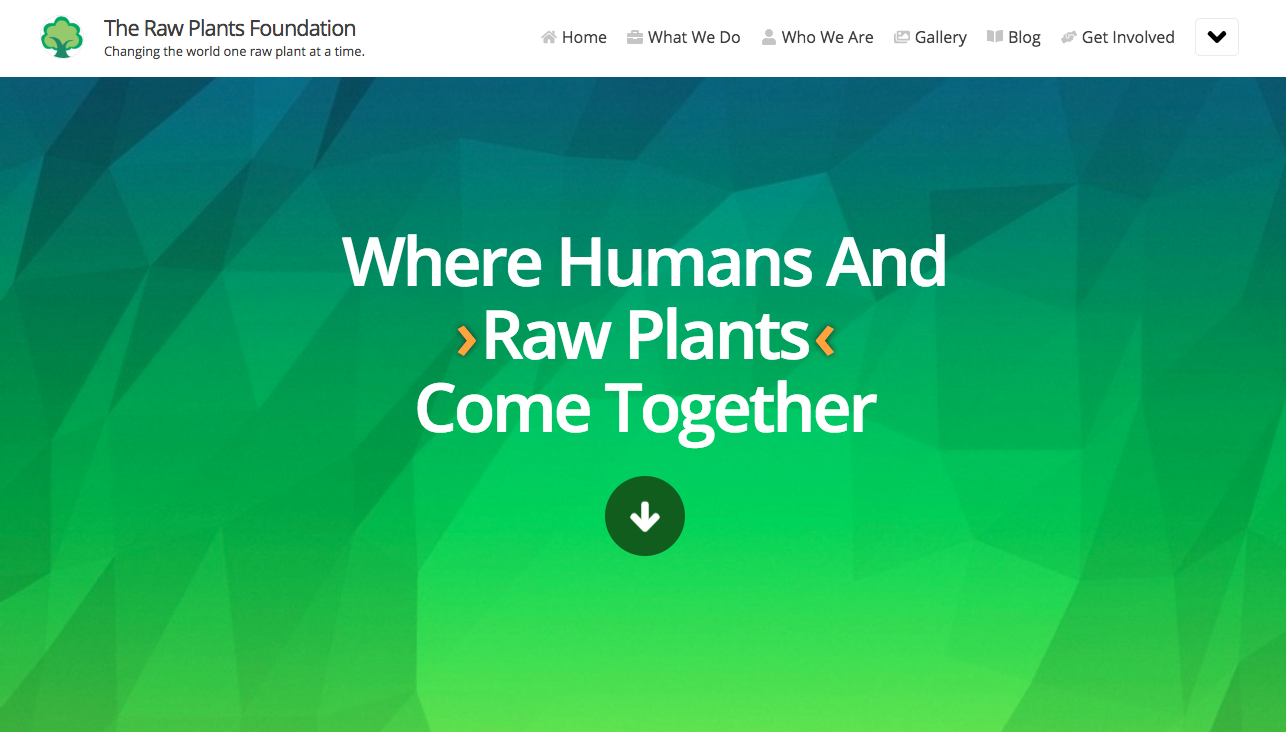 The Raw Plants Foundation
Changing the world one raw plant at a time.
Home What We Do Who We Are Gallery Blog Get Involved
Where Humans And
›Raw Plants‹
Come Together